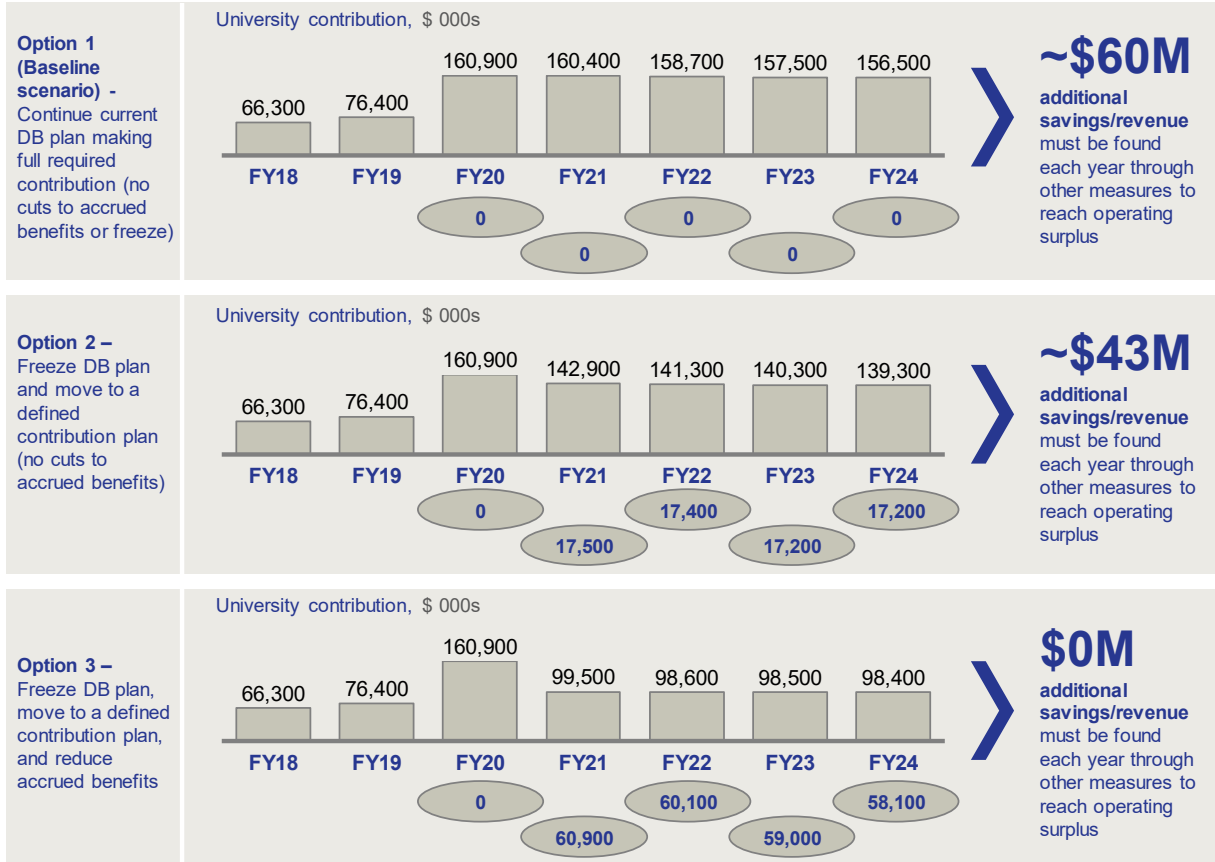 Option 1
(Baseline
scenario) -
Continue current
DB plan making
full required
contribution (no
cuts to accrued
benefits or freeze)
University contribution, $ 000s
66,300
76,400
160,900
160,400
158,700
157,500
156,500
FY18
FY19
FY20
FY21
FY22
FY23
FY24
0
0
0
0
0
~$60M
additional
savings/revenue
must be found
each year through
other measures to
reach operating
surplus
Option 2 –
Freeze DB plan
and move to a
defined
contribution plan
(no cuts to
accrued benefits)
University contribution, $ 000s
66,300
76,400
160,900
142,900
141,300
140,300
139,300
FY18
FY19
FY20
FY21
FY22
FY23
FY24
0
17,500
17,400
17,200
17,200
~$43M
additional
savings/revenue
must be found
each year through
other measures to
reach operating
surplus
Option 3 –
Freeze DB plan,
move to a defined
contribution plan,
and reduce
accrued benefits
University contribution, $ 000s
66,300
76,400
160,900
99,500
98,600
98,500
98,400
FY18
FY19
FY20
FY21
FY22
FY23
FY24
0
60,900
60,100
59,000
58,100
$0M
additional
savings/revenue
must be found
each year through
other measures to
reach operating
surplus